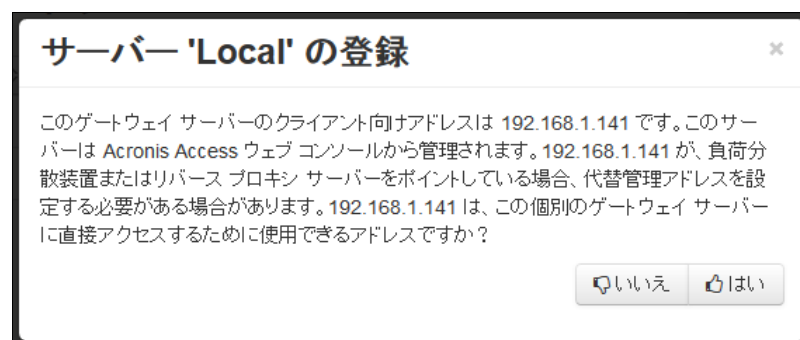 サーバー 'Local' の登録
×
このゲートウェイ サーバーのクライアント向けアドレスは 192.168.1.141 です。このサー
バーは Acronis Access ウェブ コンソールから管理されます。192.168.1.141 が、負荷分
散装置またはリバース プロキシ サーバーをポイントしている場合、代替管理アドレスを設
定する必要がある場合があります。192.168.1.141 は、この個別のゲートウェイ サーバー
に直接アクセスするために使用できるアドレスですか？
いいえ はい